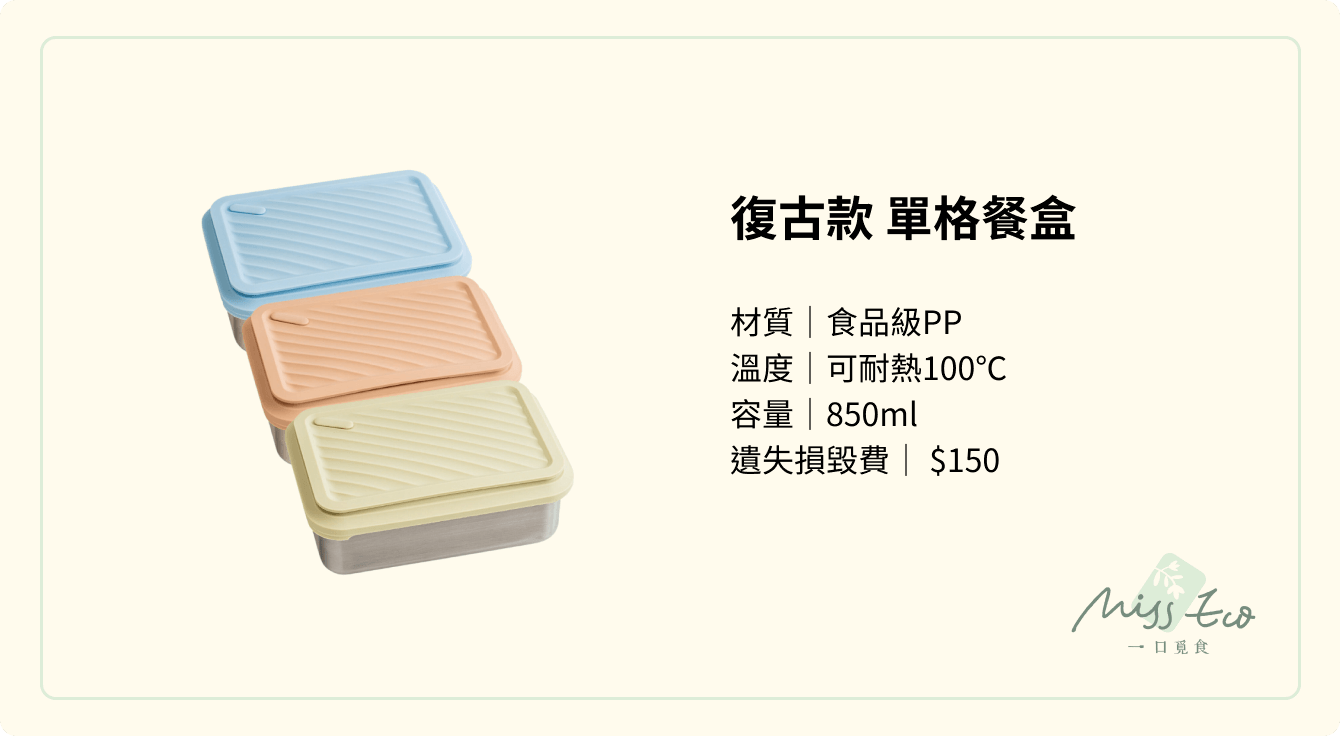 復古款 單格餐盒
材質｜食品級PP
溫度｜可耐熱100°C
容量｜850ml
遺失損毀費｜ $150
Miss Eco
一口覓食